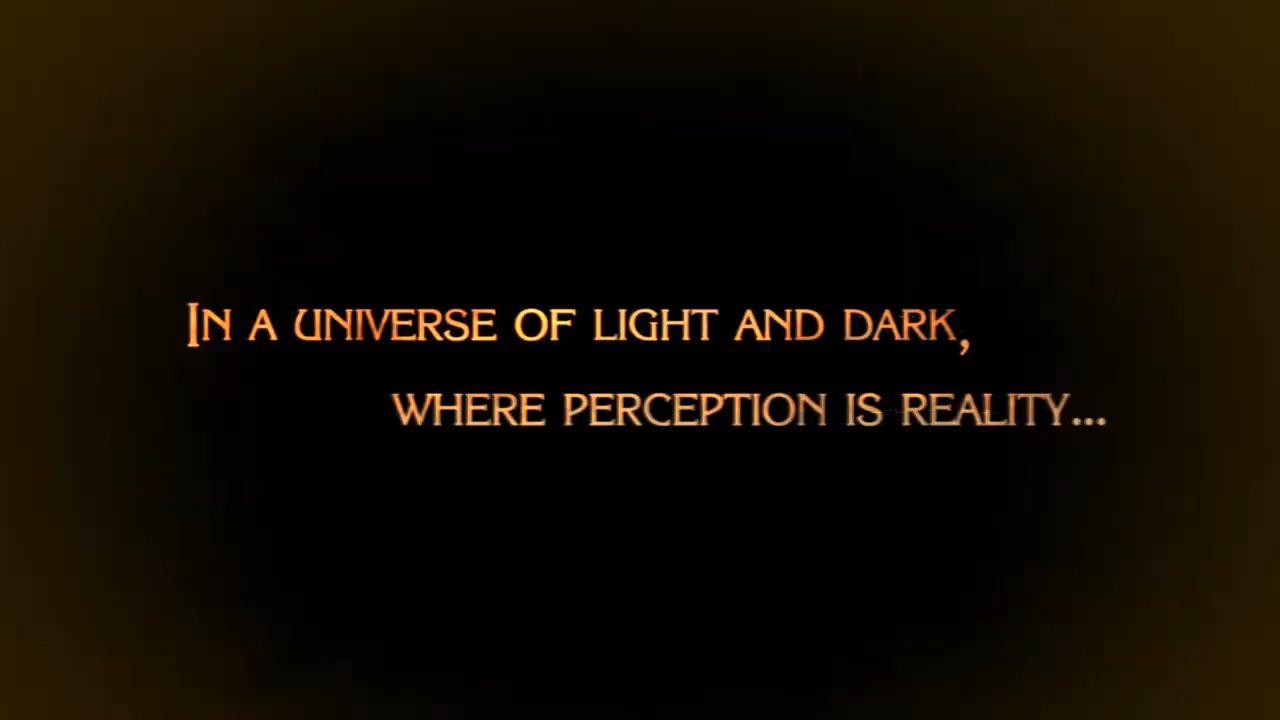 In a universe of light and dark,
where perception is reality...